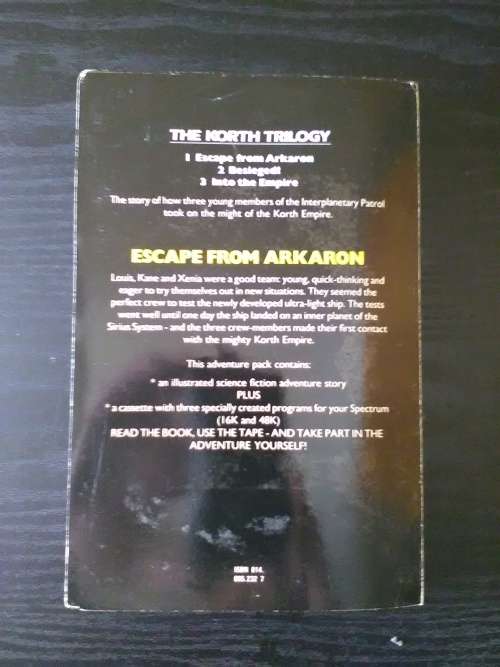 THE KORTH TRILOGY
1 Escape from Arkaron
2 Besieged!
3 Into the Empire
The story of how three young members of the Interplanetary Patrol
took on the might of the Korth Empire.
ESCAPE FROM ARKARON
Louis, Kane and Xenia were a good team: young, quick-thinking and
eager to try themselves out in new situations. They seemed the
perfect crew to test the newly developed ultra-light ship. The tests
went well until one day the ship landed on an inner planet of the
Sirius System - and the three crew-members made their first contact
with the mighty Korth Empire.
This adventure pack contains:
* an illustrated science fiction adventure story
PLUS
* a cassette with three specially created programs for your Spectrum
(16K and 48K)
READ THE BOOK, USE THE TAPE - AND TAKE PART IN THE
ADVENTURE YOURSELF!
ISBN 014.
095.232 7